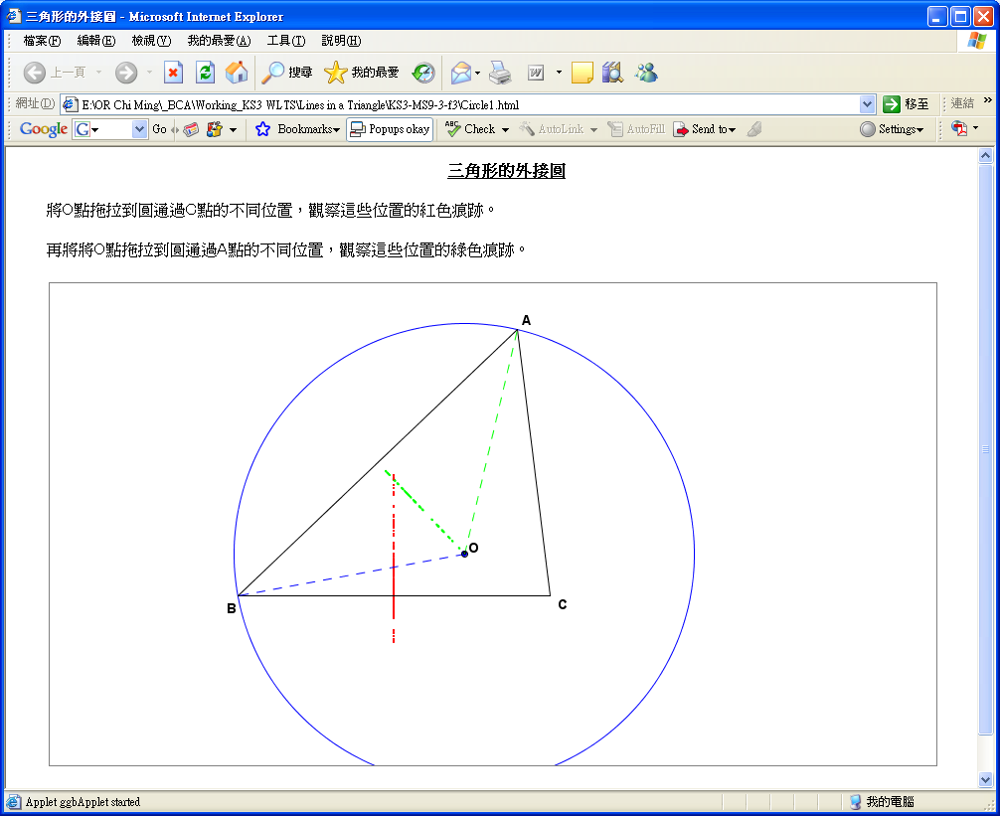 三角形的外接圓 - Microsoft Internet Explorer
檔案(F) 編輯(E) 檢視(V) 我的最愛(A) 工具(T) 說明(H)
上一頁 搜尋 我的最愛
網址(D) E:\OR Chi Ming\_BCA\Working_KS3 WLTS\Lines in a Triangle\KS3-MS9-3-f3\Circle1.html 移至 連結 »
Google G Go Bookmarks Popups okay ABC Check AutoLink AutoFill Send to Settings
三角形的外接圓
將O點拖拉到圓通過C點的不同位置，觀察這些位置的紅色痕跡。
再將將O點拖拉到圓通過A點的不同位置，觀察這些位置的綠色痕跡。
A
O
B
C
Applet ggbApplet started 我的電腦